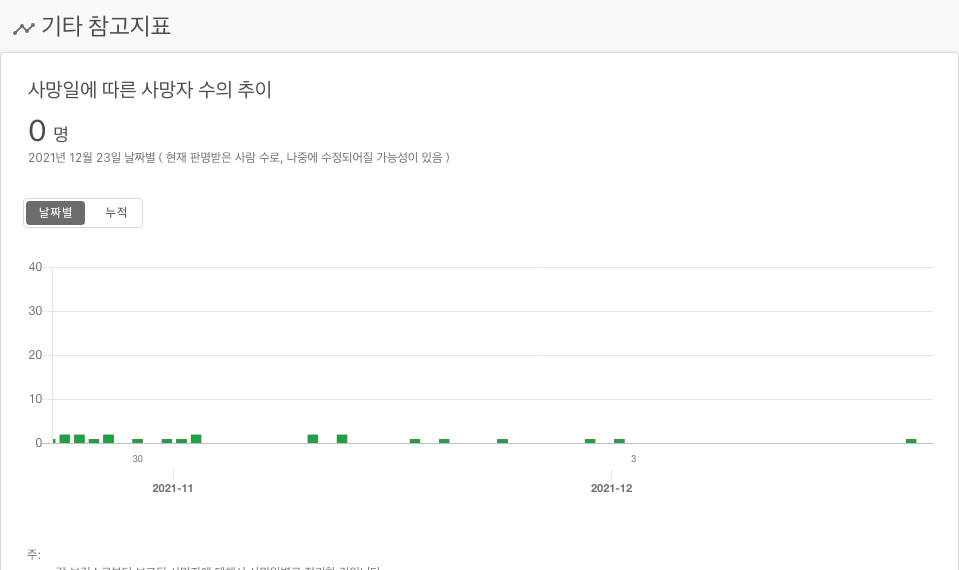 기타 참고지표
사망일에 따른 사망자 수의 추이
0 명
2021년 12월 23일 날짜별 ( 현재 판명받은 사람 수로, 나중에 수정되어질 가능성이 있음 )
날짜별 누적
40
30
20
10
0
30 3
2021-11 2021-12
주: